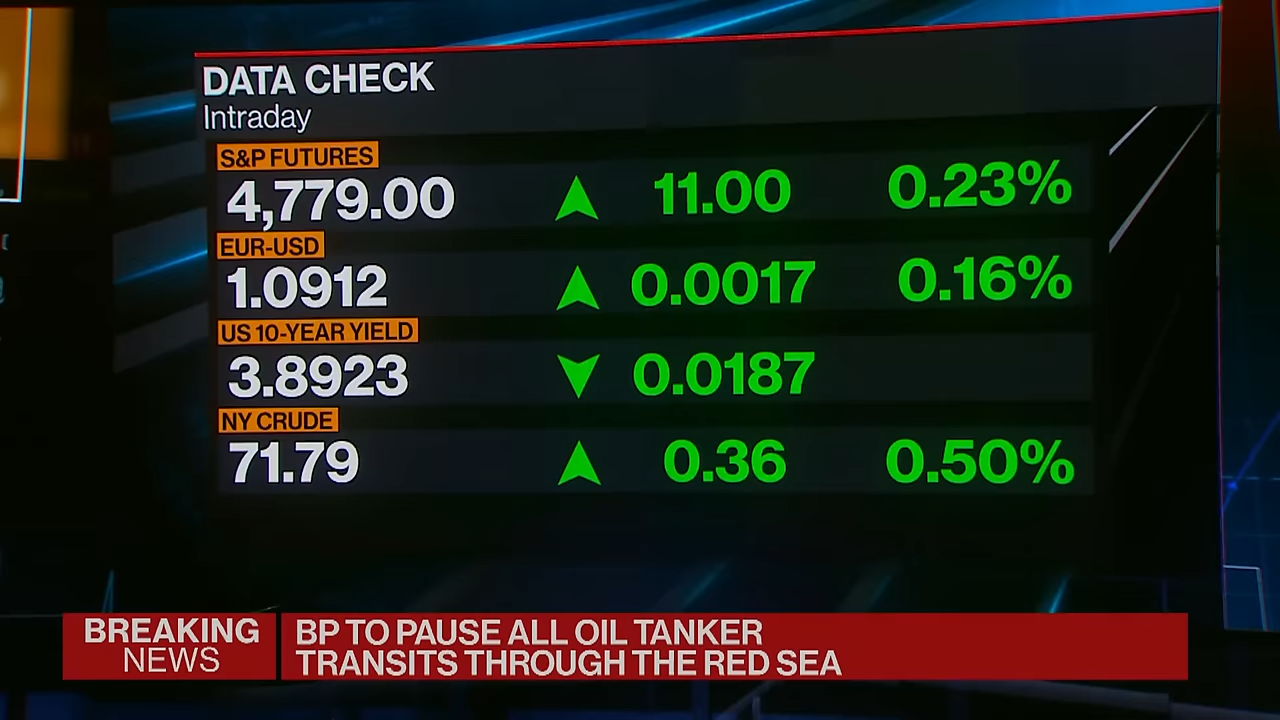 DATA CHECK
Intraday
S&P FUTURES
4,779.00 ▲ 11.00 0.23%
EUR-USD
1.0912 ▲ 0.0017 0.16%
US 10-YEAR YIELD
3.8923 ▼ 0.0187
NY CRUDE
71.79 ▲ 0.36 0.50%
BREAKING
NEWS
BP TO PAUSE ALL OIL TANKER
TRANSITS THROUGH THE RED SEA